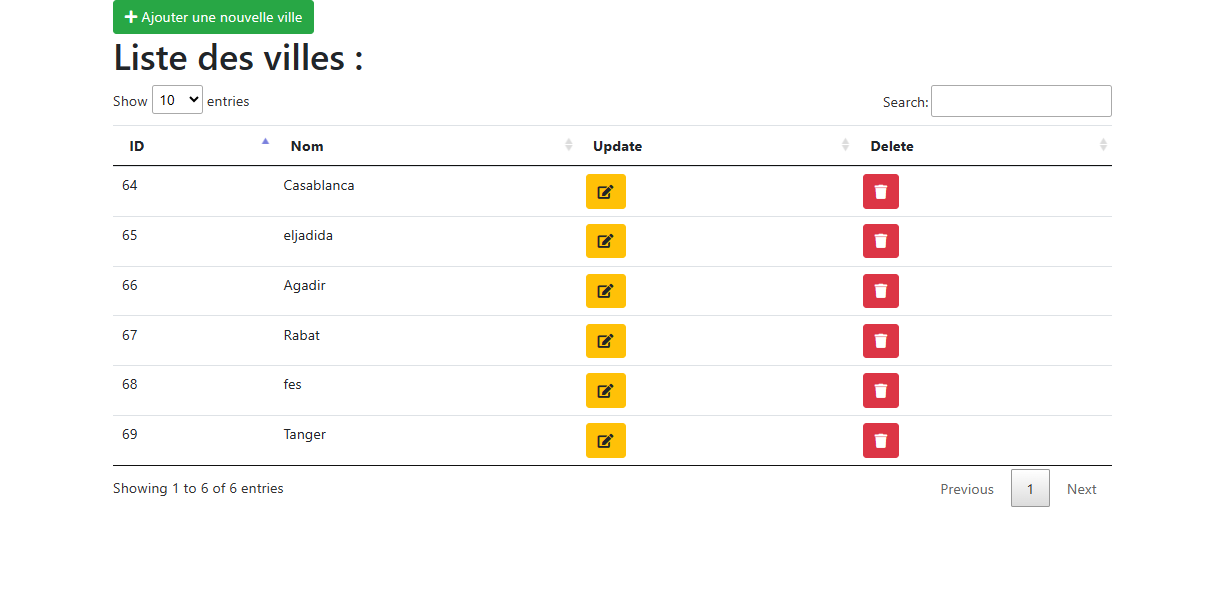 Ajouter une nouvelle ville
Liste des villes :
Show 10 entries Search:
ID Nom Update Delete
64 Casablanca
65 eljadida
66 Agadir
67 Rabat
68 fes
69 Tanger
Showing 1 to 6 of 6 entries Previous 1 Next